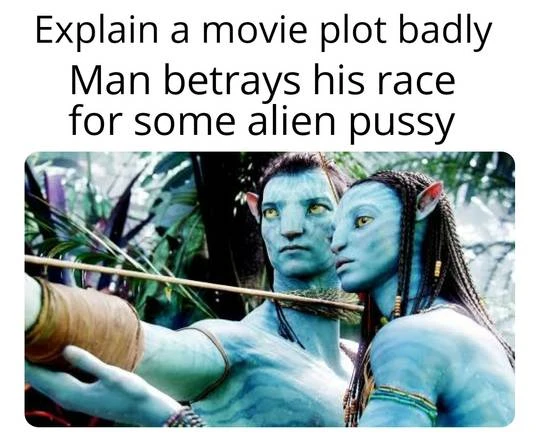 Explain a movie plot badly
Man betrays his race
for some alien pussy